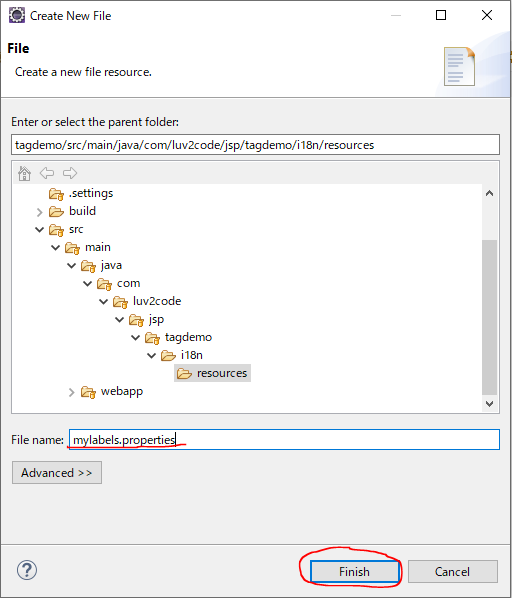 Create New File
File
Create a new file resource.
Enter or select the parent folder:
tagdemo/src/main/java/com/luv2code/jsp/tagdemo/i18n/resources
.settings
build
src
main
java
com
luv2code
jsp
tagdemo
i18n
resources
webapp
File name: mylabels.properties
Advanced >>
? Finish Cancel